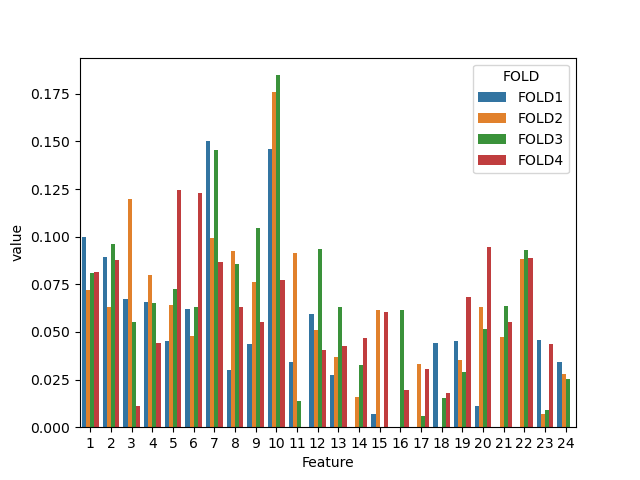 0.175
0.150
0.125
0.100
0.075
0.050
0.025
0.000
value
1 2 3 4 5 6 7 8 9 10 11 12 13 14 15 16 17 18 19 20 21 22 23 24
Feature
FOLD
FOLD1
FOLD2
FOLD3
FOLD4